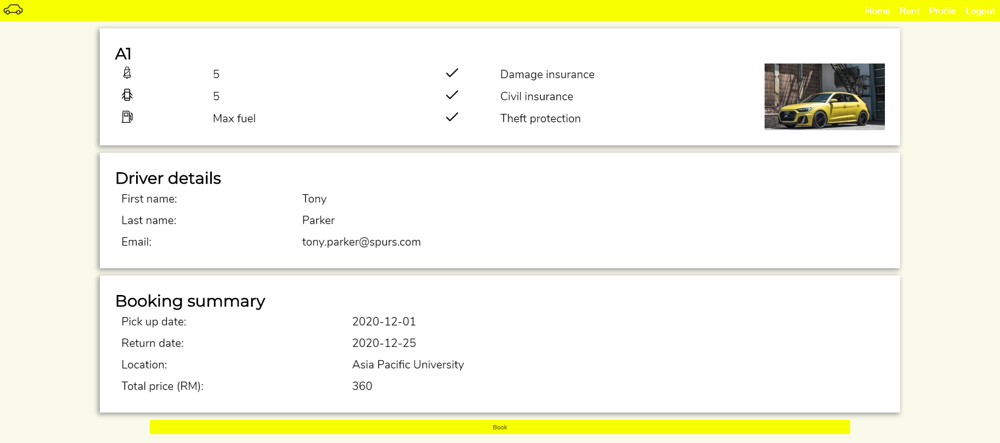 Home Rent Profile Logout
A1
5 Damage insurance
5 Civil insurance
Max fuel Theft protection
Driver details
First name: Tony
Last name: Parker
Email: tony.parker@spurs.com
Booking summary
Pick up date: 2020-12-01
Return date: 2020-12-25
Location: Asia Pacific University
Total price (RM): 360
Book